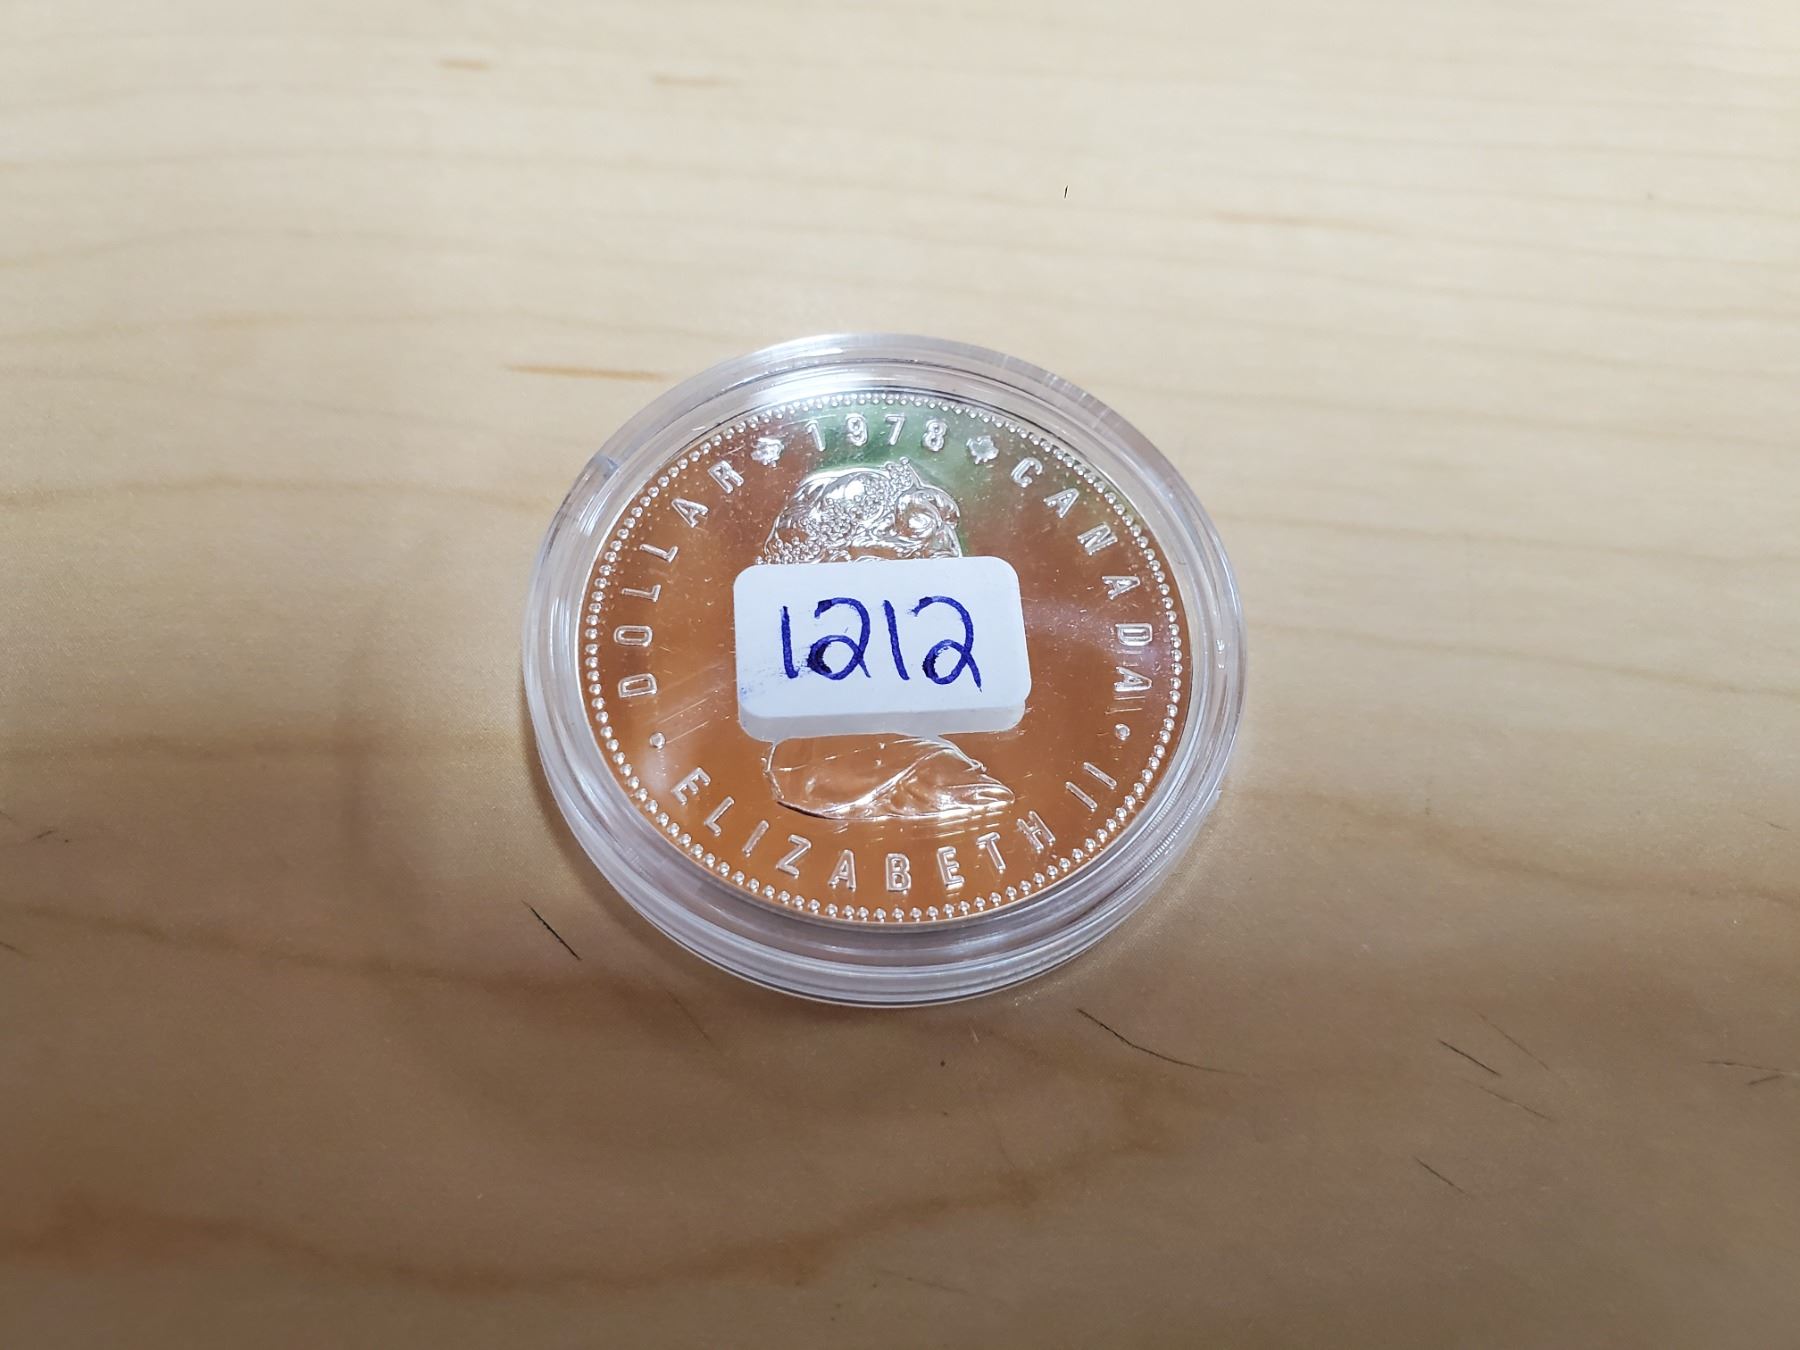 DOLLAR 1978 CANADA
1212
ELIZABETH II